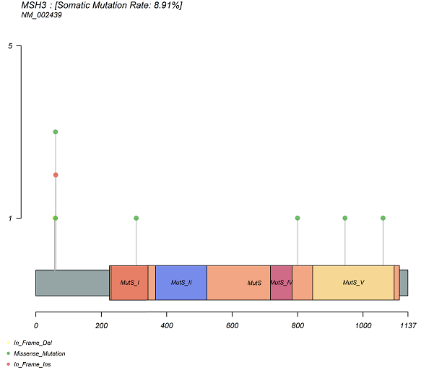 MSH3 : [Somatic Mutation Rate: 8.91%]
NM_002439
5
1
MutS_I MutS_II MutS MutS_IV MutS_V
0 200 400 600 800 1000 1137
In_Frame_Del
Missense_Mutation
In_Frame_Ins